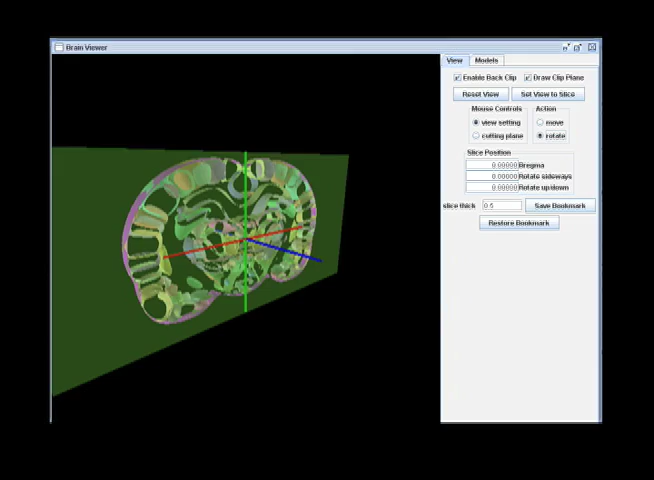 Brain Viewer
View Models
Enable Back Clip Draw Clip Plane
Reset View Set View to Slice
Mouse Controls Action
view setting move
cutting plane rotate
Slice Position
0.00000 Bregma
0.00000 Rotate sideways
0.00000 Rotate up/down
slice thick 0.5 Save Bookmark
Restore Bookmark